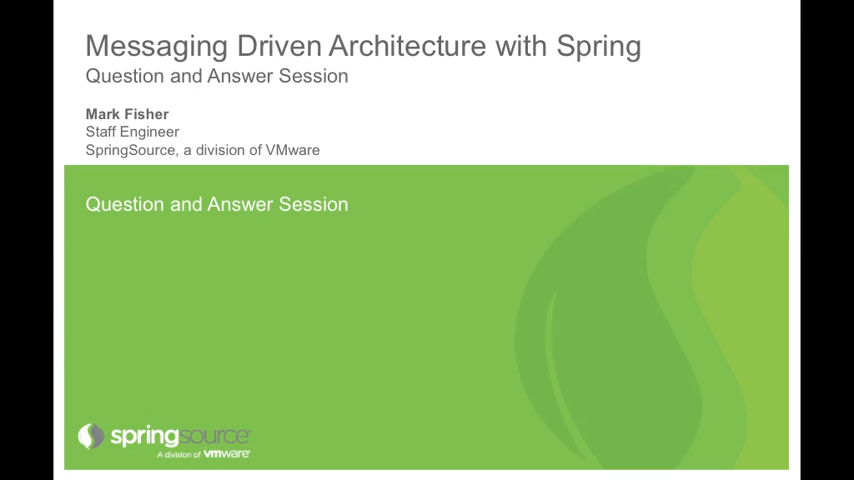 Messaging Driven Architecture with Spring
Question and Answer Session
Mark Fisher
Staff Engineer
SpringSource, a division of VMware
Question and Answer Session
springsource
A division of vmware